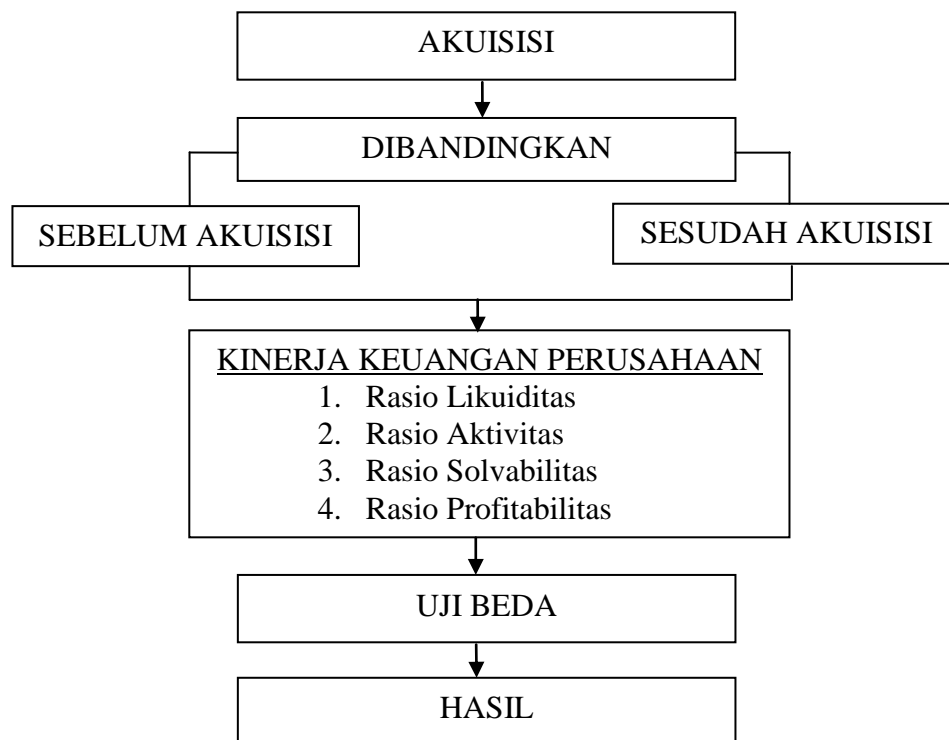 AKUISISI
DIBANDINGKAN
SEBELUM AKUISISI
SESUDAH AKUISISI
KINERJA KEUANGAN PERUSAHAAN
1. Rasio Likuiditas
2. Rasio Aktivitas
3. Rasio Solvabilitas
4. Rasio Profitabilitas
UJI BEDA
HASIL